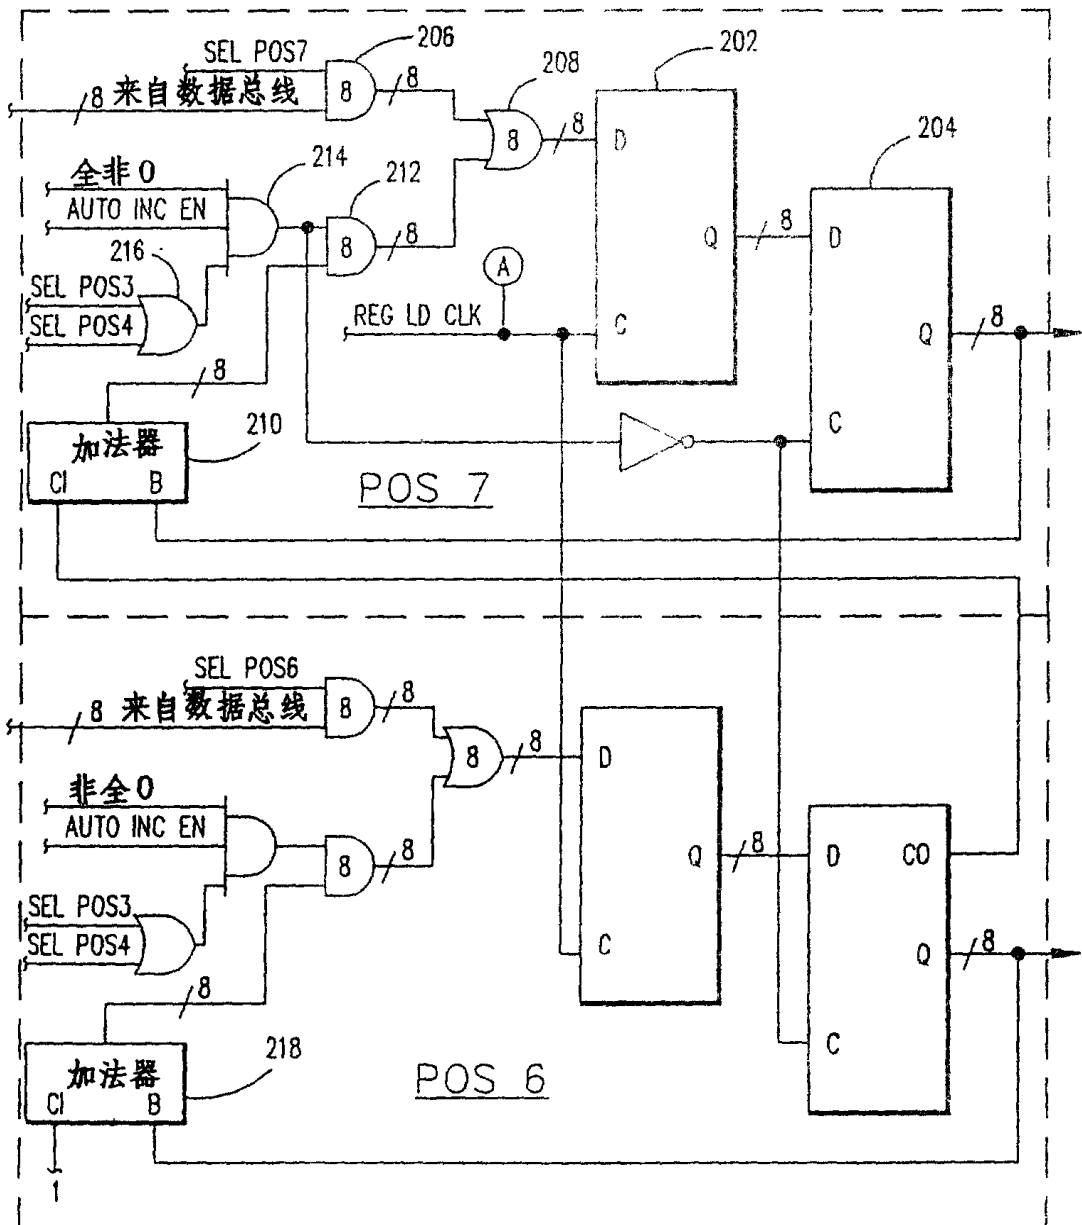 SEL POS7
206
8
8 来自数据总线
8
208
8
8
202
D
Q
C
8
204
D
Q
C
8
全非0
AUTO INC EN
214
212
8
8
216
SEL POS3
SEL POS4
A
REG LD CLK
8
加法器
CI B
210
POS 7
SEL POS6
8 来自数据总线
8
8
8
8
D
Q
C
8
D CO
Q
C
8
非全0
AUTO INC EN
8
8
SEL POS3
SEL POS4
8
加法器
CI B
218
POS 6
1